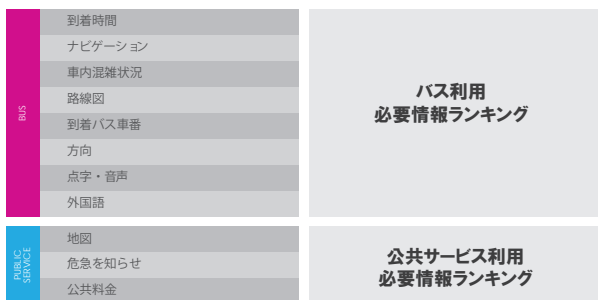 BUS
到着時間
ナビゲーション
車内混雑状況
路線図
到着バス車番
方向
点字・音声
外国語
バス利用
必要情報ランキング
PUBLIC
SERVICE
地図
危急を知らせ
公共料金
公共サービス利用
必要情報ランキング